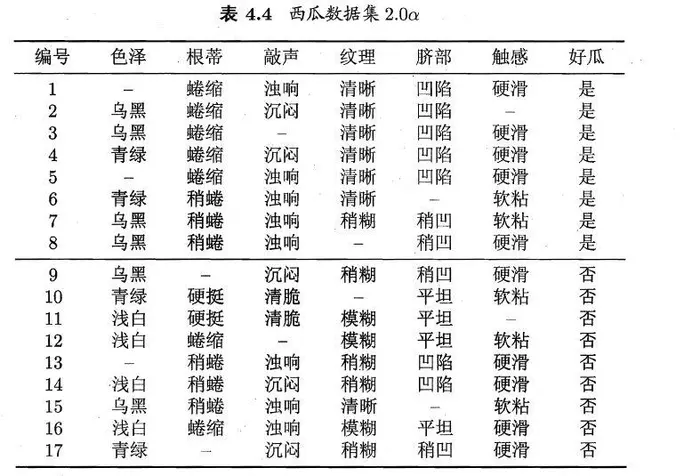 表 4.4 西瓜数据集 2.0α
编号 色泽 根蒂 敲声 纹理 脐部 触感 好瓜
1 – 蜷缩 浊响 清晰 凹陷 硬滑 是
2 乌黑 蜷缩 沉闷 清晰 凹陷 – 是
3 乌黑 蜷缩 – 清晰 凹陷 硬滑 是
4 青绿 蜷缩 沉闷 清晰 凹陷 硬滑 是
5 – 蜷缩 浊响 清晰 凹陷 硬滑 是
6 青绿 稍蜷 浊响 清晰 – 软粘 是
7 乌黑 稍蜷 浊响 稍糊 稍凹 软粘 是
8 乌黑 稍蜷 浊响 – 稍凹 硬滑 是
9 乌黑 – 沉闷 稍糊 稍凹 硬滑 否
10 青绿 硬挺 清脆 – 平坦 软粘 否
11 浅白 硬挺 清脆 模糊 平坦 – 否
12 浅白 蜷缩 – 模糊 平坦 软粘 否
13 – 稍蜷 浊响 稍糊 凹陷 硬滑 否
14 浅白 稍蜷 沉闷 稍糊 凹陷 硬滑 否
15 乌黑 稍蜷 浊响 清晰 – 软粘 否
16 浅白 蜷缩 浊响 模糊 平坦 硬滑 否
17 青绿 – 沉闷 稍糊 稍凹 硬滑 否